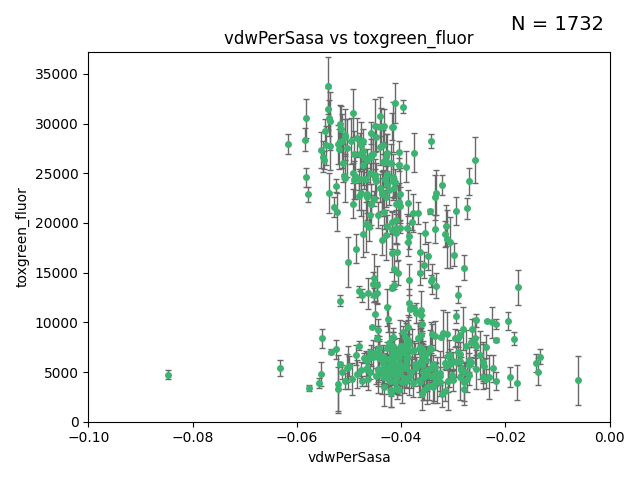 N = 1732
vdwPerSasa vs toxgreen_fluor
toxgreen_fluor
35000
30000
25000
20000
15000
10000
5000
0
−0.10 −0.08 −0.06 −0.04 −0.02 0.00
vdwPerSasa